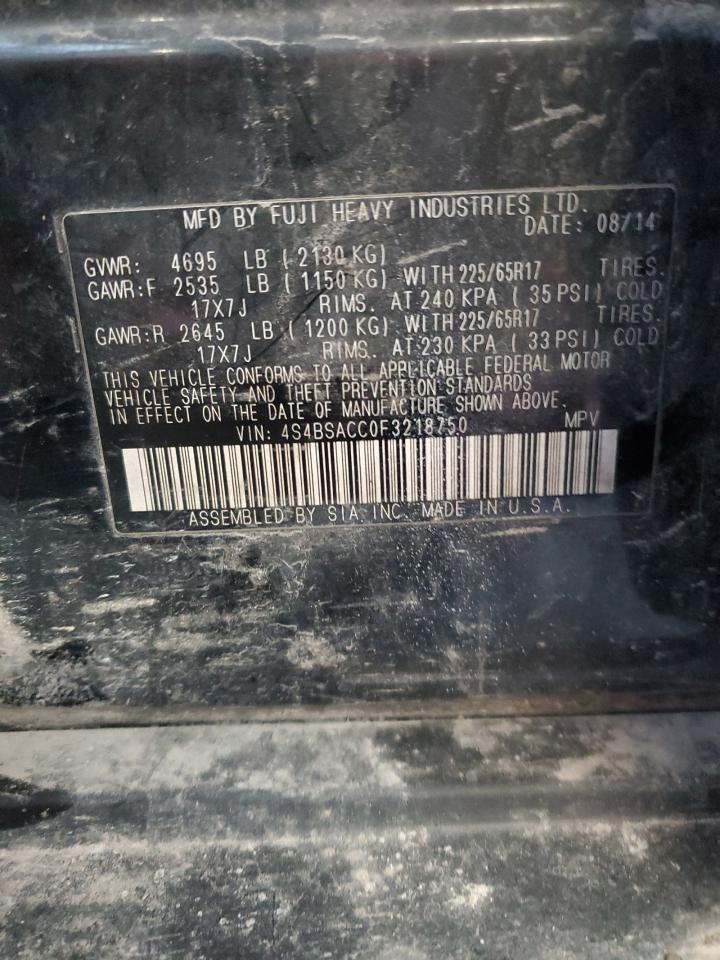 MFD BY FUJI HEAVY INDUSTRIES LTD.
DATE: 08/14
GVWR: 4695 LB (2130 KG)
GAWR:F 2535 LB (1150 KG) WITH 225/65R17 TIRES.
17X7J RIMS. AT 240 KPA (35 PSI) COLD
GAWR:R 2645 LB (1200 KG) WITH 225/65R17 TIRES.
17X7J RIMS. AT 230 KPA (33 PSI) COLD
THIS VEHICLE CONFORMS TO ALL APPLICABLE FEDERAL MOTOR
VEHICLE SAFETY AND THEFT PREVENTION STANDARDS
IN EFFECT ON THE DATE OF MANUFACTURE SHOWN ABOVE.
VIN: 4S4BSACC0F3218750 MPV
ASSEMBLED BY SIA, INC. MADE IN U.S.A.